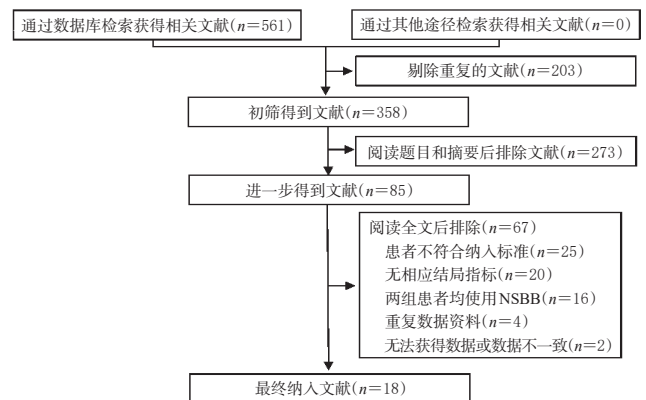 通过数据库检索获得相关文献(n=561)
通过其他途径检索获得相关文献(n=0)
剔除重复的文献(n=203)
初筛得到文献(n=358)
阅读题目和摘要后排除文献(n=273)
进一步得到文献(n=85)
阅读全文后排除(n=67)
患者不符合纳入标准(n=25)
无相应结局指标(n=20)
两组患者均使用NSBB(n=16)
重复数据资料(n=4)
无法获得数据或数据不一致(n=2)
最终纳入文献(n=18)